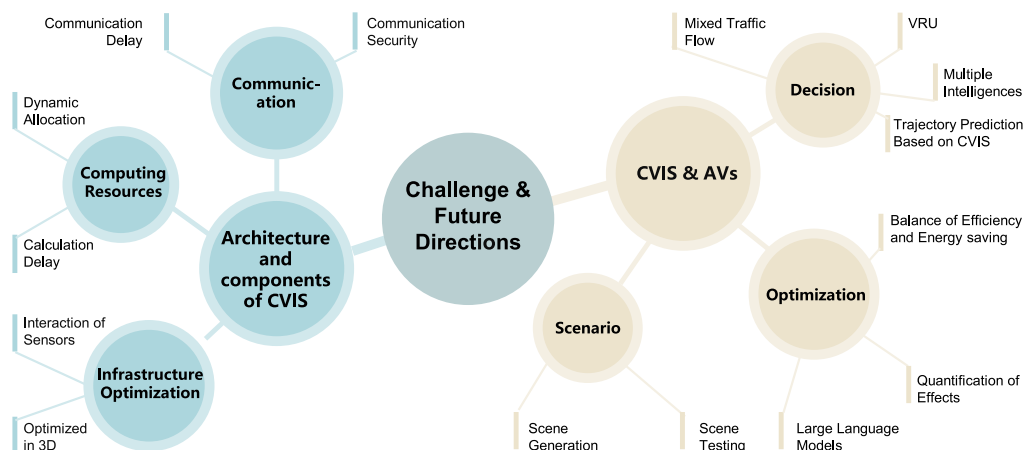 Communication
Delay
Communication
Security
Communic-
ation
Dynamic
Allocation
Computing
Resources
Calculation
Delay
Architecture
and
components
of CVIS
Interaction of
Sensors
Infrastructure
Optimization
Optimized
in 3D
Challenge &
Future
Directions
CVIS & AVs
Mixed Traffic
Flow
VRU
Decision
Multiple
Intelligences
Trajectory Prediction
Based on CVIS
Balance of Efficiency
and Energy saving
Optimization
Quantification of
Effects
Large Language
Models
Scenario
Scene
Generation
Scene
Testing